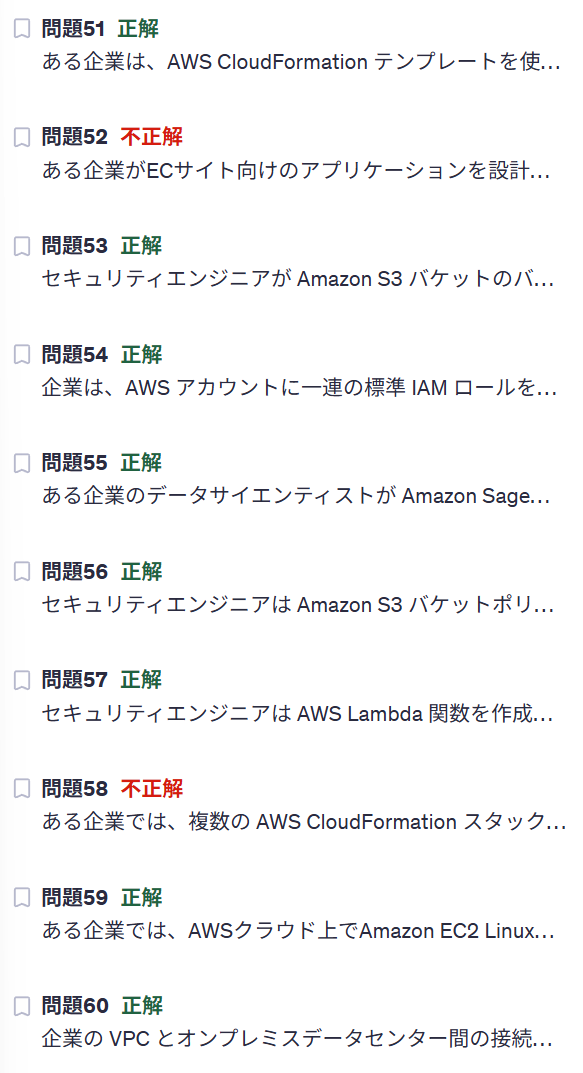 問題51 正解
ある企業は、AWS CloudFormation テンプレートを使…
問題52 不正解
ある企業がECサイト向けのアプリケーションを設計…
問題53 正解
セキュリティエンジニアが Amazon S3 バケットのバ…
問題54 正解
企業は、AWS アカウントに一連の標準 IAM ロールを…
問題55 正解
ある企業のデータサイエンティストが Amazon Sage…
問題56 正解
セキュリティエンジニアは Amazon S3 バケットポリ…
問題57 正解
セキュリティエンジニアは AWS Lambda 関数を作成…
問題58 不正解
ある企業では、複数の AWS CloudFormation スタック…
問題59 正解
ある企業では、AWSクラウド上でAmazon EC2 Linux…
問題60 正解
企業の VPC とオンプレミスデータセンター間の接続…